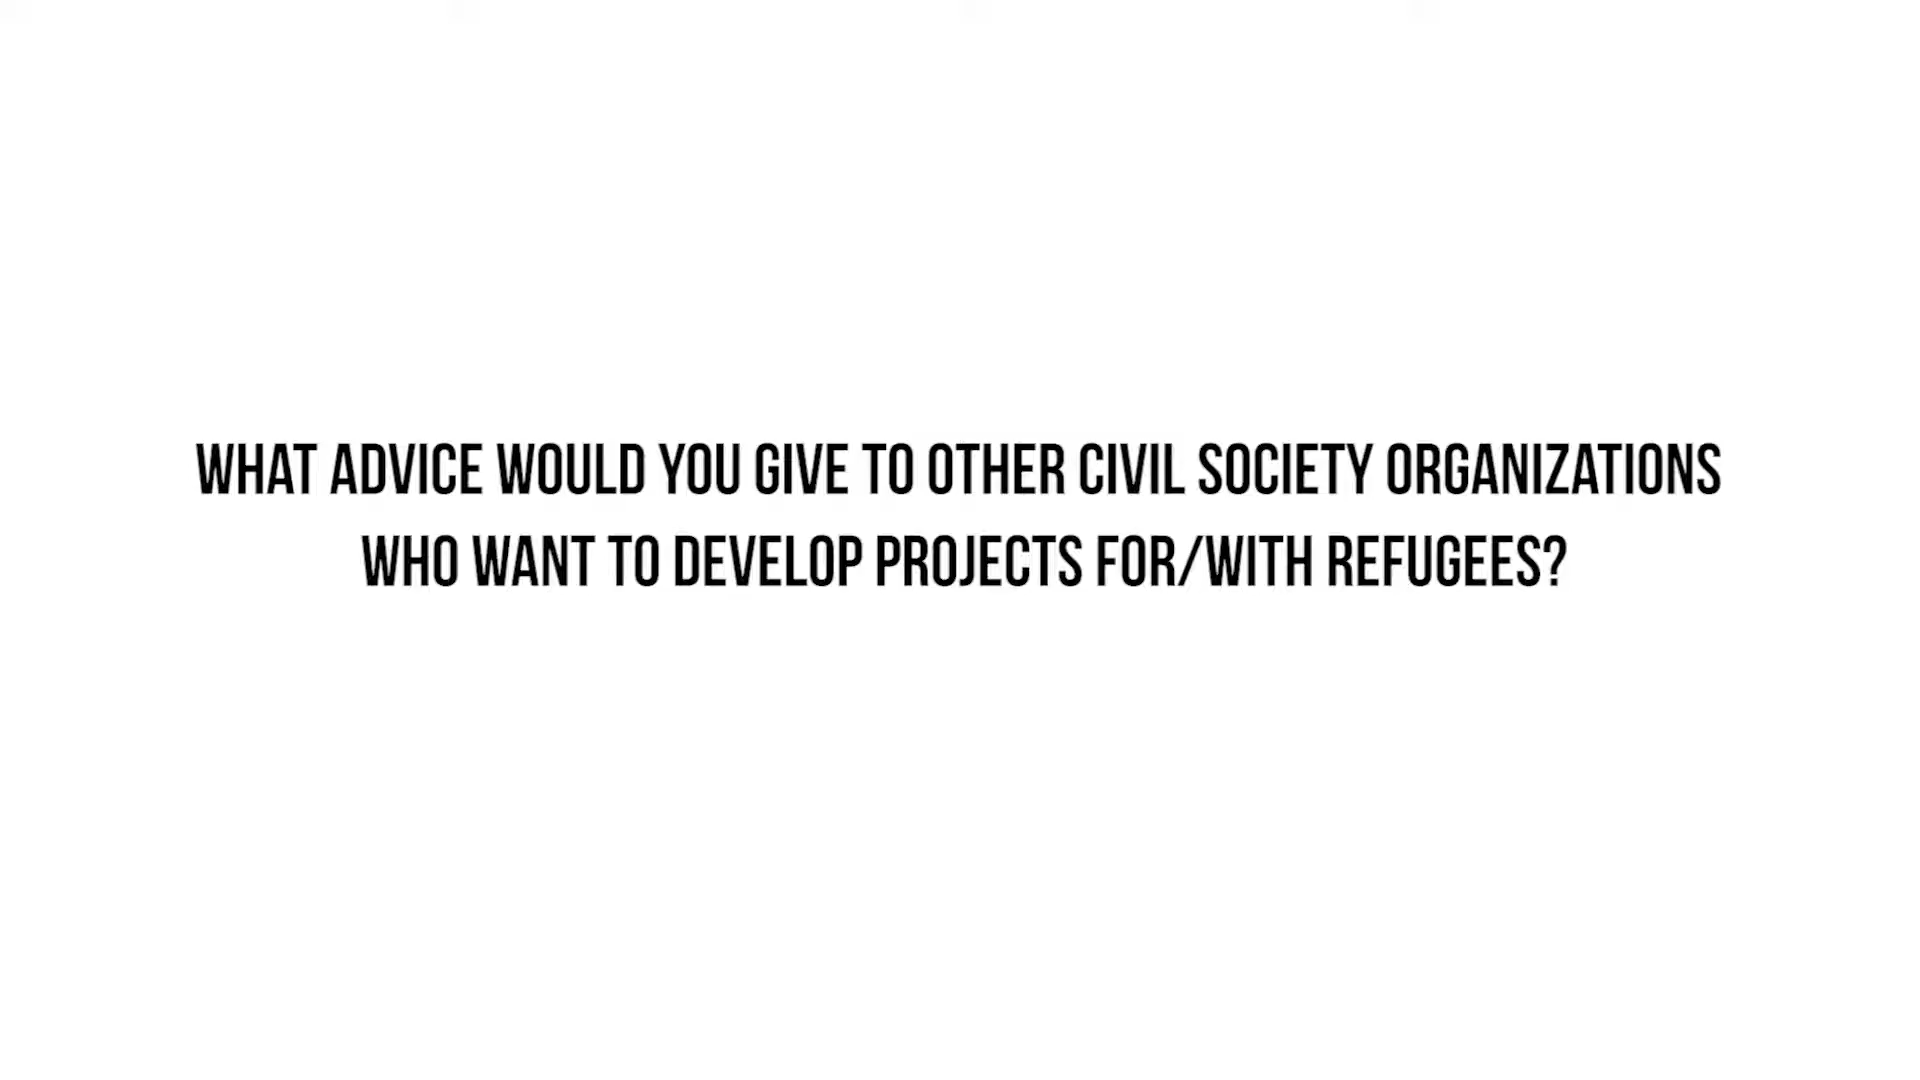 WHAT ADVICE WOULD YOU GIVE TO OTHER CIVIL SOCIETY ORGANIZATIONS
WHO WANT TO DEVELOP PROJECTS FOR/WITH REFUGEES?